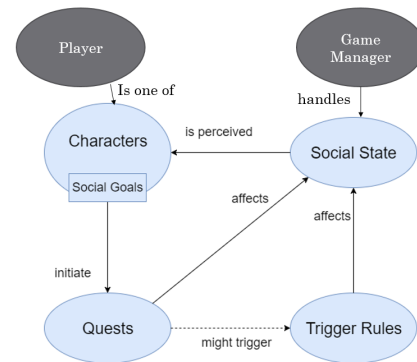 Player
Game
Manager
Is one of
handles
Characters
is perceived
Social State
Social Goals
affects
affects
initiate
Quests
might trigger
Trigger Rules